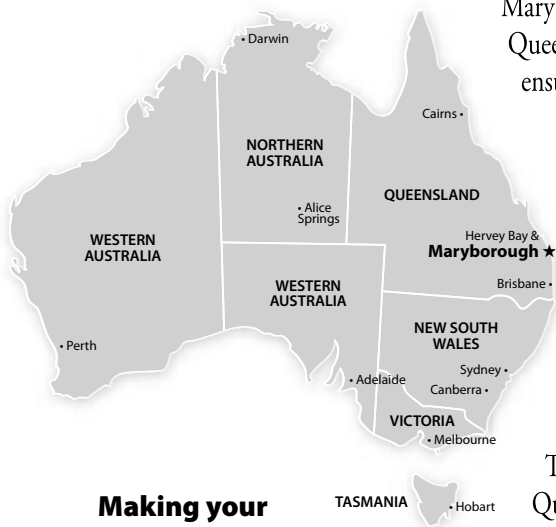 Mary
Quee
ensu
• Darwin
Cairns •
NORTHERN
AUSTRALIA
• Alice
Springs
QUEENSLAND
WESTERN
AUSTRALIA
Hervey Bay &
Maryborough ★
WESTERN
AUSTRALIA
Brisbane •
NEW SOUTH
WALES
• Perth
Sydney •
• Adelaide
Canberra •
VICTORIA
• Melbourne
T
Qu
Making your
TASMANIA
• Hobart